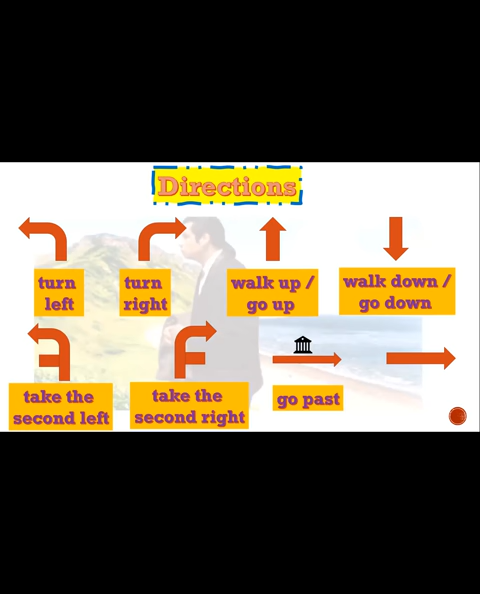 Directions
turn
left
turn
right
walk up /
go up
walk down /
go down
take the
second left
take the
second right
go past